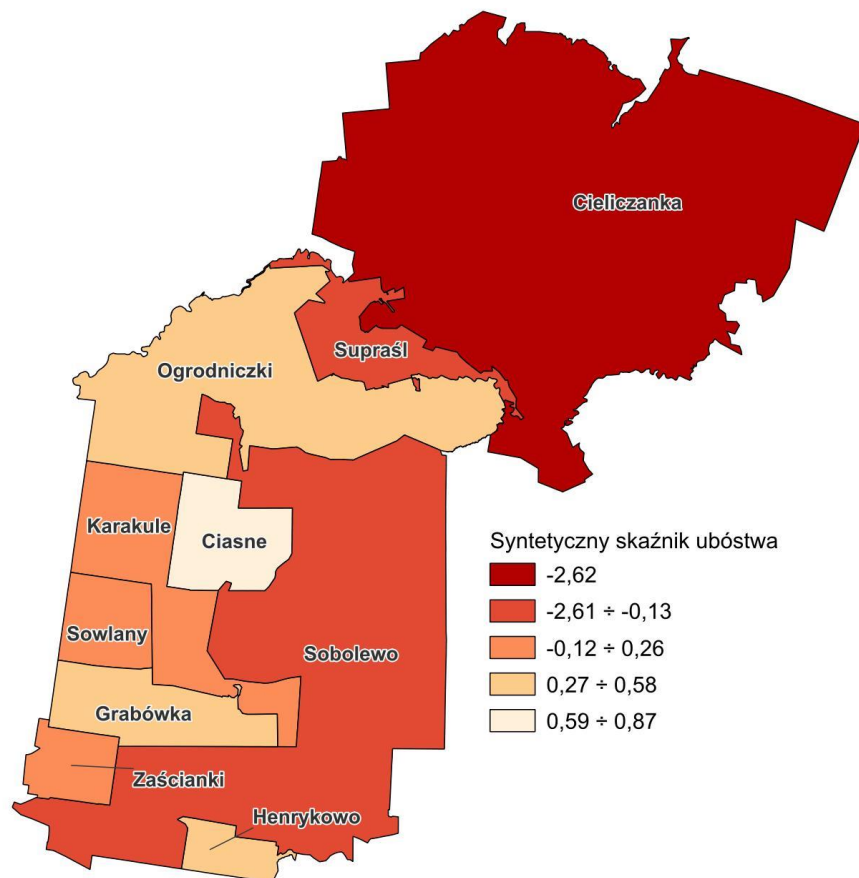 Cieliczanka
Supraśl
Ogrodniczki
Karakule
Ciasne
Sowlany
Sobolewo
Grabówka
Zaścianki
Henrykowo
Syntetyczny skaźnik ubóstwa
-2,62
-2,61 ÷ -0,13
-0,12 ÷ 0,26
0,27 ÷ 0,58
0,59 ÷ 0,87